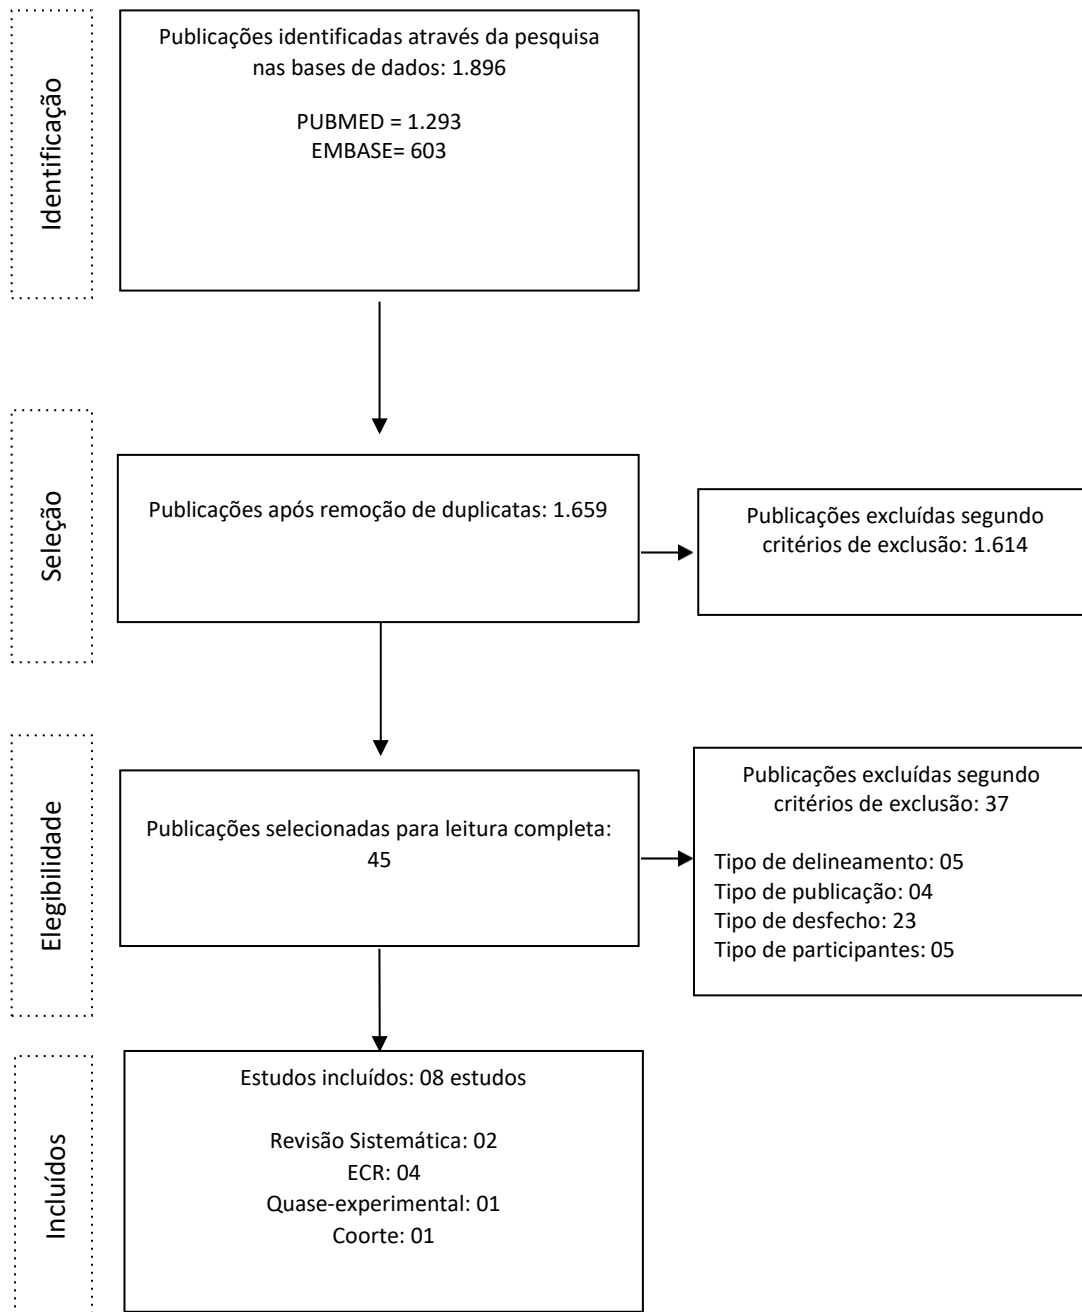 Identificação
Publicações identificadas através da pesquisa
nas bases de dados: 1.896
PUBMED = 1.293
EMBASE= 603
Seleção
Publicações após remoção de duplicatas: 1.659
Publicações excluídas segundo
critérios de exclusão: 1.614
Elegibilidade
Publicações selecionadas para leitura completa:
45
Publicações excluídas segundo
critérios de exclusão: 37
Tipo de delineamento: 05
Tipo de publicação: 04
Tipo de desfecho: 23
Tipo de participantes: 05
Incluídos
Estudos incluídos: 08 estudos
Revisão Sistemática: 02
ECR: 04
Quase-experimental: 01
Coorte: 01